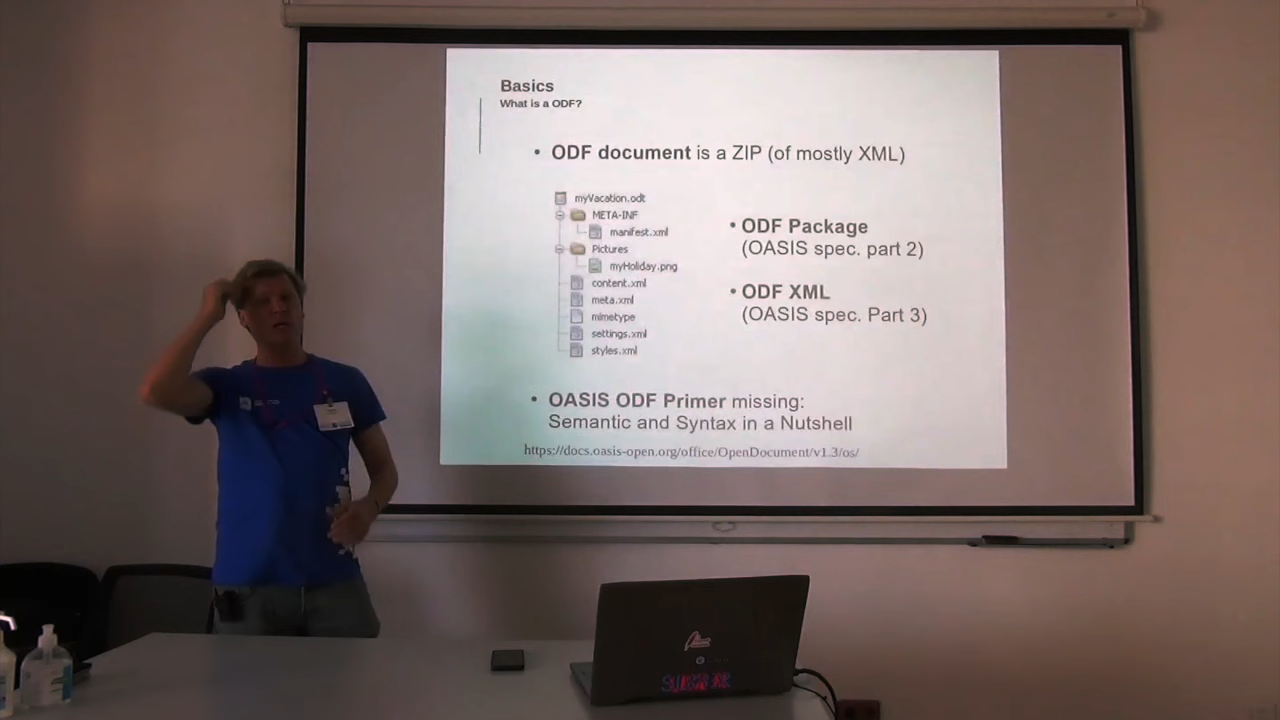 Basics
What is a ODF?
• ODF document is a ZIP (of mostly XML)
myVacation.odt
META-INF
manifest.xml
Pictures
myHoliday.png
content.xml
meta.xml
mimetype
settings.xml
styles.xml
• ODF Package
(OASIS spec. part 2)
• ODF XML
(OASIS spec. Part 3)
• OASIS ODF Primer missing:
Semantic and Syntax in a Nutshell
https://docs.oasis-open.org/office/OpenDocument/v1.3/os/